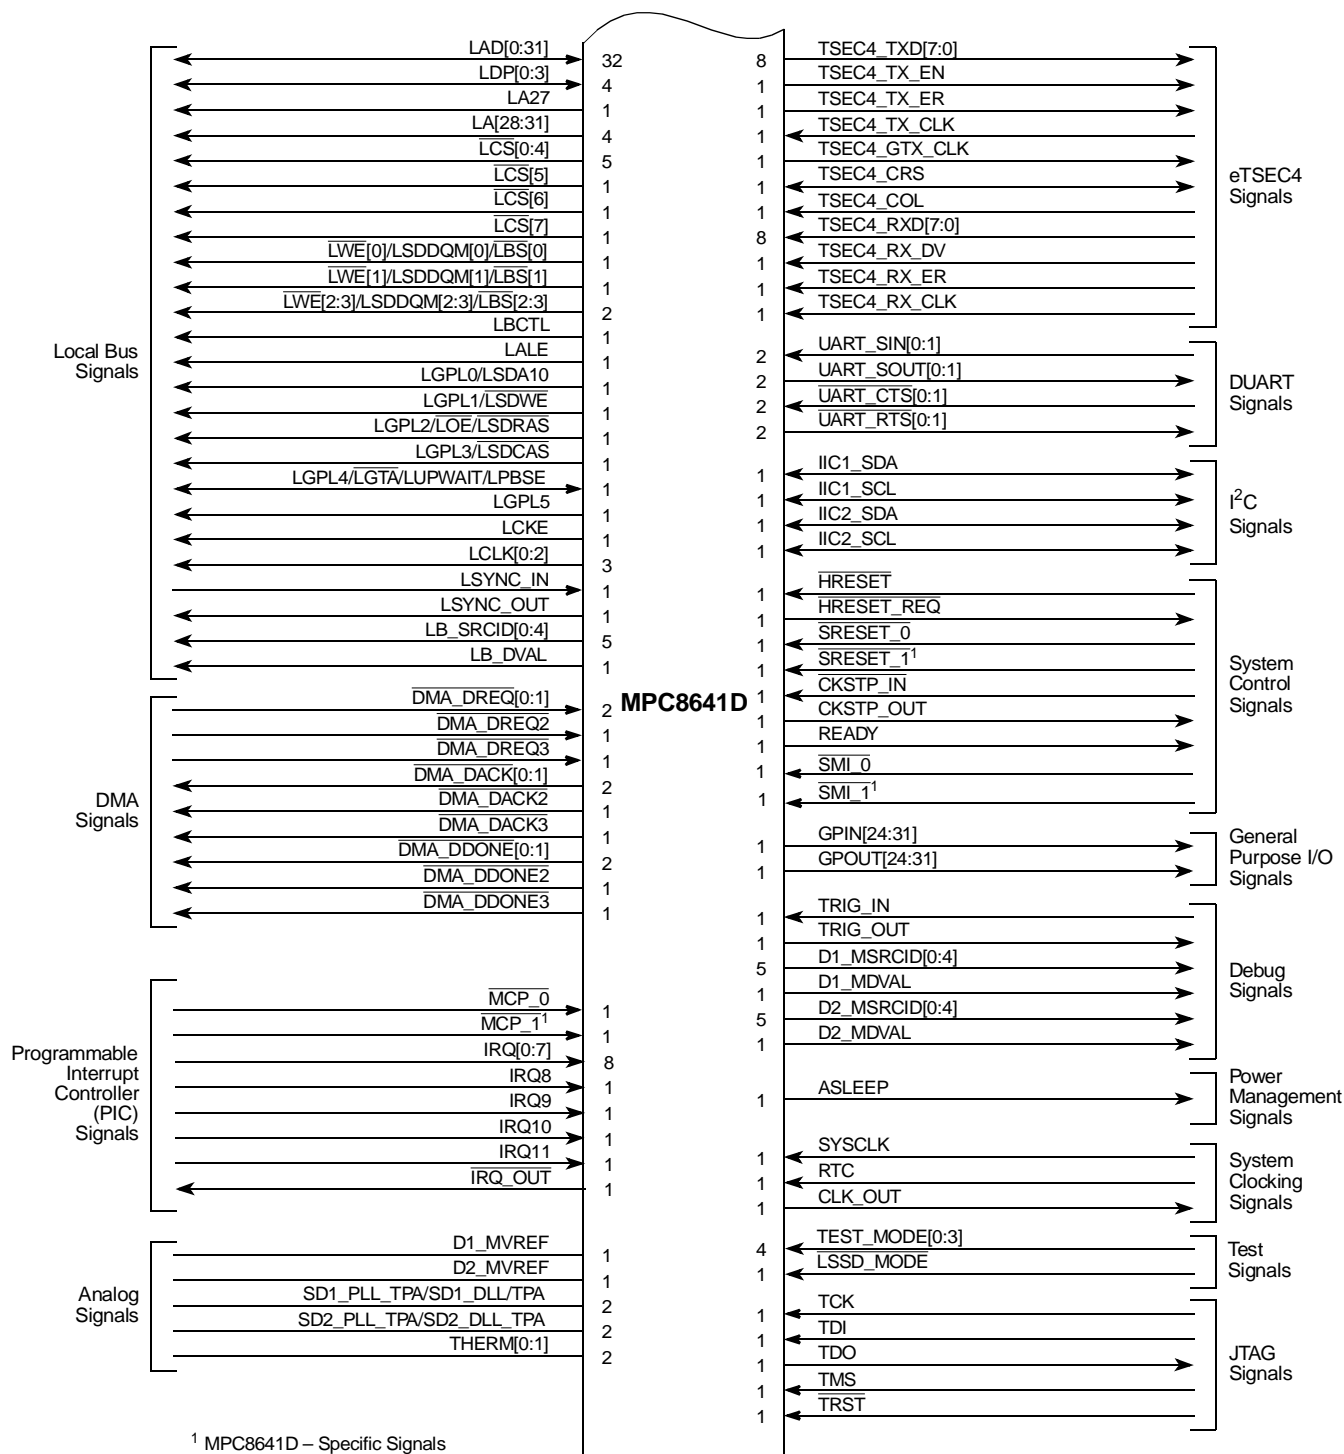 LAD[0:31] 32
LDP[0:3] 4
LA27 1
LA[28:31] 4
LCS[0:4] 5
LCS[5] 1
LCS[6] 1
LCS[7] 1
LWE[0]/LSDDQM[0]/LBS[0] 1
LWE[1]/LSDDQM[1]/LBS[1] 1
LWE[2:3]/LSDDQM[2:3]/LBS[2:3] 2
LBCTL 1
LALE 1
LGPL0/LSDA10 1
LGPL1/LSDWE 1
LGPL2/LOE/LSDRAS 1
LGPL3/LSDCAS 1
LGPL4/LGTA/LUPWAIT/LPBSE 1
LGPL5 1
LCKE 1
LCLK[0:2] 3
LSYNC_IN 1
LSYNC_OUT 1
LB_SRCID[0:4] 5
LB_DVAL 1
Local Bus
Signals
DMA_DREQ[0:1] 2
DMA_DREQ2 1
DMA_DREQ3 1
DMA_DACK[0:1] 2
DMA_DACK2 1
DMA_DACK3 1
DMA_DDONE[0:1] 2
DMA_DDONE2 1
DMA_DDONE3 1
DMA
Signals
MCP_0 1
MCP_1¹ 1
IRQ[0:7] 8
IRQ8 1
IRQ9 1
IRQ10 1
IRQ11 1
IRQ_OUT 1
Programmable
Interrupt
Controller
(PIC)
Signals
D1_MVREF 1
D2_MVREF 1
SD1_PLL_TPA/SD1_DLL/TPA 2
SD2_PLL_TPA/SD2_DLL_TPA 2
THERM[0:1] 2
Analog
Signals
MPC8641D
8 TSEC4_TXD[7:0]
1 TSEC4_TX_EN
1 TSEC4_TX_ER
1 TSEC4_TX_CLK
1 TSEC4_GTX_CLK
1 TSEC4_CRS
1 TSEC4_COL
8 TSEC4_RXD[7:0]
1 TSEC4_RX_DV
1 TSEC4_RX_ER
1 TSEC4_RX_CLK
eTSEC4
Signals
2 UART_SIN[0:1]
2 UART_SOUT[0:1]
2 UART_CTS[0:1]
2 UART_RTS[0:1]
DUART
Signals
1 IIC1_SDA
1 IIC1_SCL
1 IIC2_SDA
1 IIC2_SCL
I²C
Signals
1 HRESET
1 HRESET_REQ
1 SRESET_0
1 SRESET_1¹
1 CKSTP_IN
1 CKSTP_OUT
1 READY
1 SMI_0
1 SMI_1¹
System
Control
Signals
1 GPIN[24:31]
1 GPOUT[24:31]
General
Purpose I/O
Signals
1 TRIG_IN
1 TRIG_OUT
5 D1_MSRCID[0:4]
1 D1_MDVAL
5 D2_MSRCID[0:4]
1 D2_MDVAL
Debug
Signals
1 ASLEEP
Power
Management
Signals
1 SYSCLK
1 RTC
1 CLK_OUT
System
Clocking
Signals
4 TEST_MODE[0:3]
1 LSSD_MODE
Test
Signals
1 TCK
1 TDI
1 TDO
1 TMS
1 TRST
JTAG
Signals
¹ MPC8641D – Specific Signals